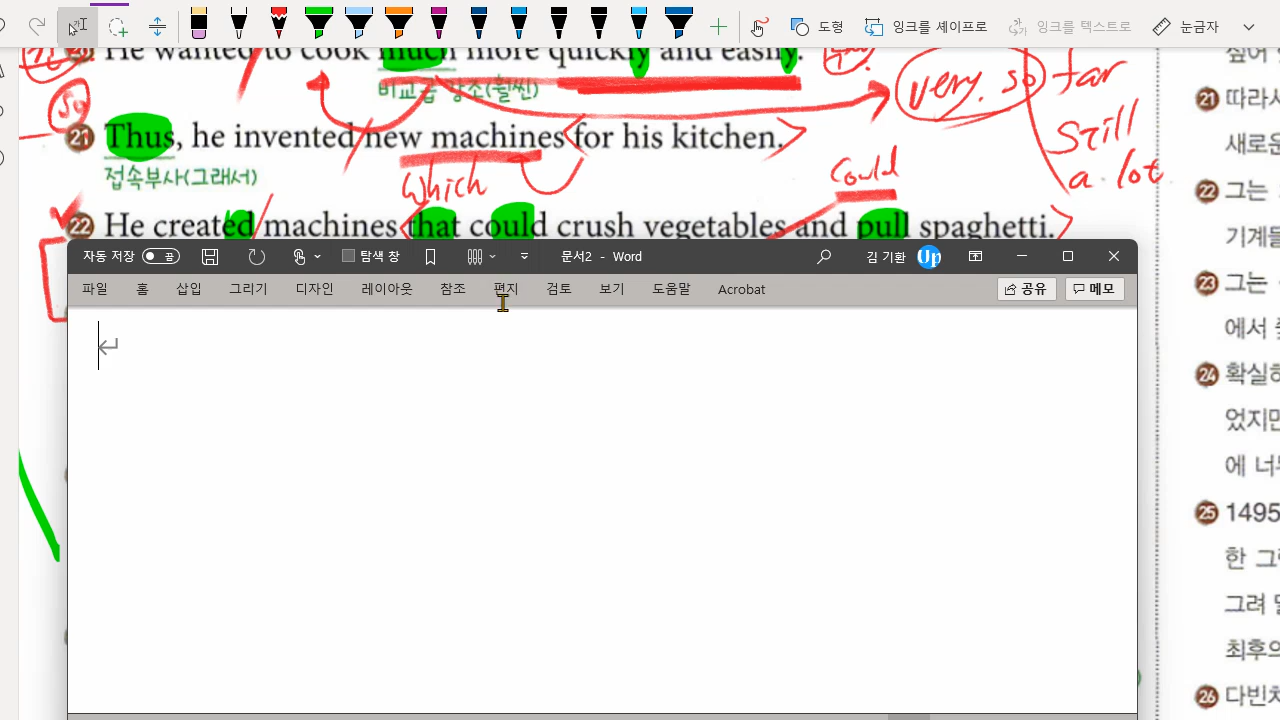 도형 잉크를 셰이프로 잉크를 텍스트로 눈금자
He wanted to cook much more quickly and easily.
비교급 강조(훨씬)
very. so far
still
a lot
So
㉑ Thus, he invented new machines for his kitchen.
접속부사(그래서)
which
could
㉒ He created machines that could crush vegetables and pull spaghetti.
자동 저장 끔 탐색 창 문서2 - Word 김 기환 Up
파일 홈 삽입 그리기 디자인 레이아웃 참조 편지 검토 보기 도움말 Acrobat 공유 메모
싶어
㉑ 따라서
새로운
㉒ 그는
기계들
㉓ 그는
에서
㉔ 확실히
었지만
에 너무
㉕ 1495
한 그
그려
최후의
㉖ 다빈치